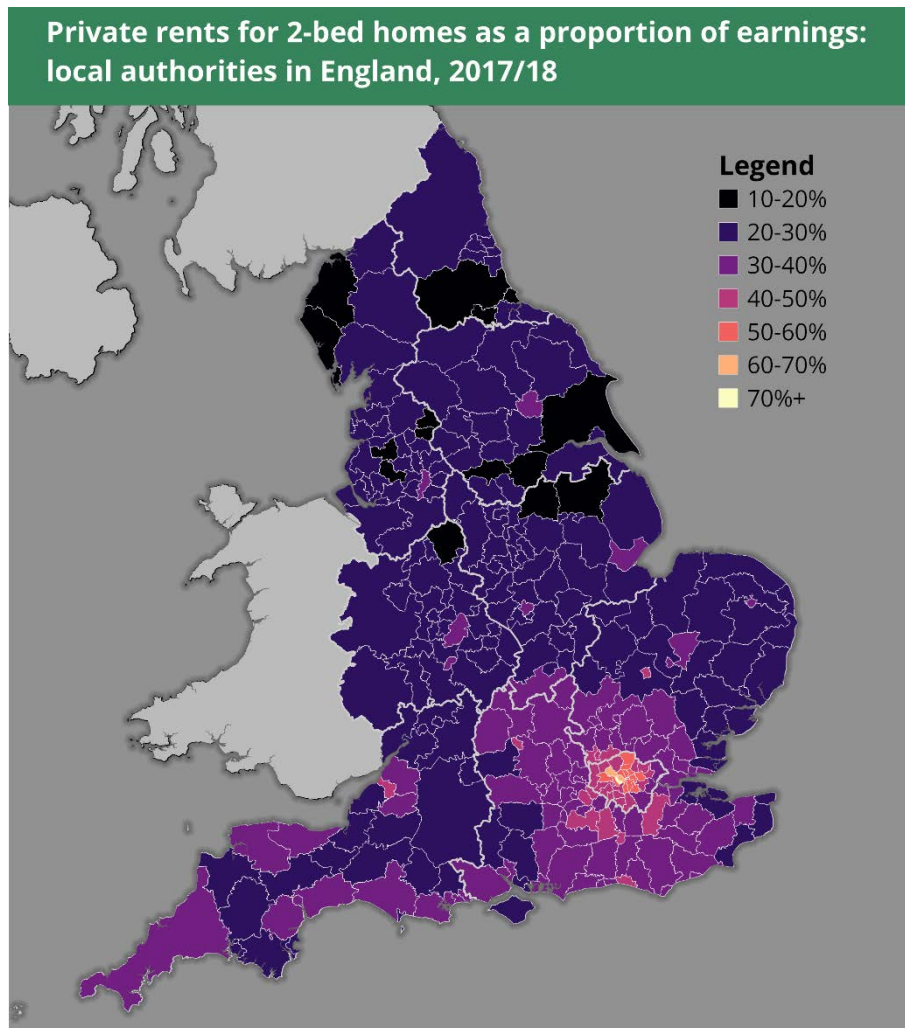 Private rents for 2-bed homes as a proportion of earnings:
local authorities in England, 2017/18
Legend
10-20%
20-30%
30-40%
40-50%
50-60%
60-70%
70%+